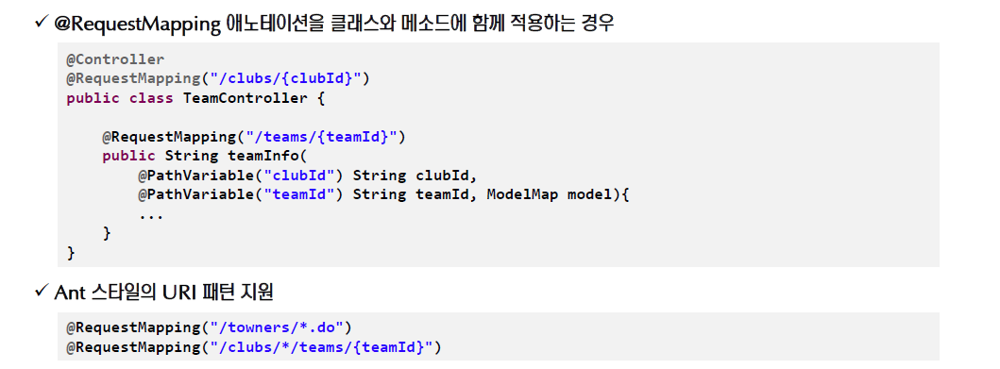 ✓ @RequestMapping 애노테이션을 클래스와 메소드에 함께 적용하는 경우
@Controller
@RequestMapping("/clubs/{clubId}")
public class TeamController {
@RequestMapping("/teams/{teamId}")
public String teamInfo(
@PathVariable("clubId") String clubId,
@PathVariable("teamId") String teamId, ModelMap model){
...
}
}
✓ Ant 스타일의 URI 패턴 지원
@RequestMapping("/towners/*.do")
@RequestMapping("/clubs/*/teams/{teamId}")